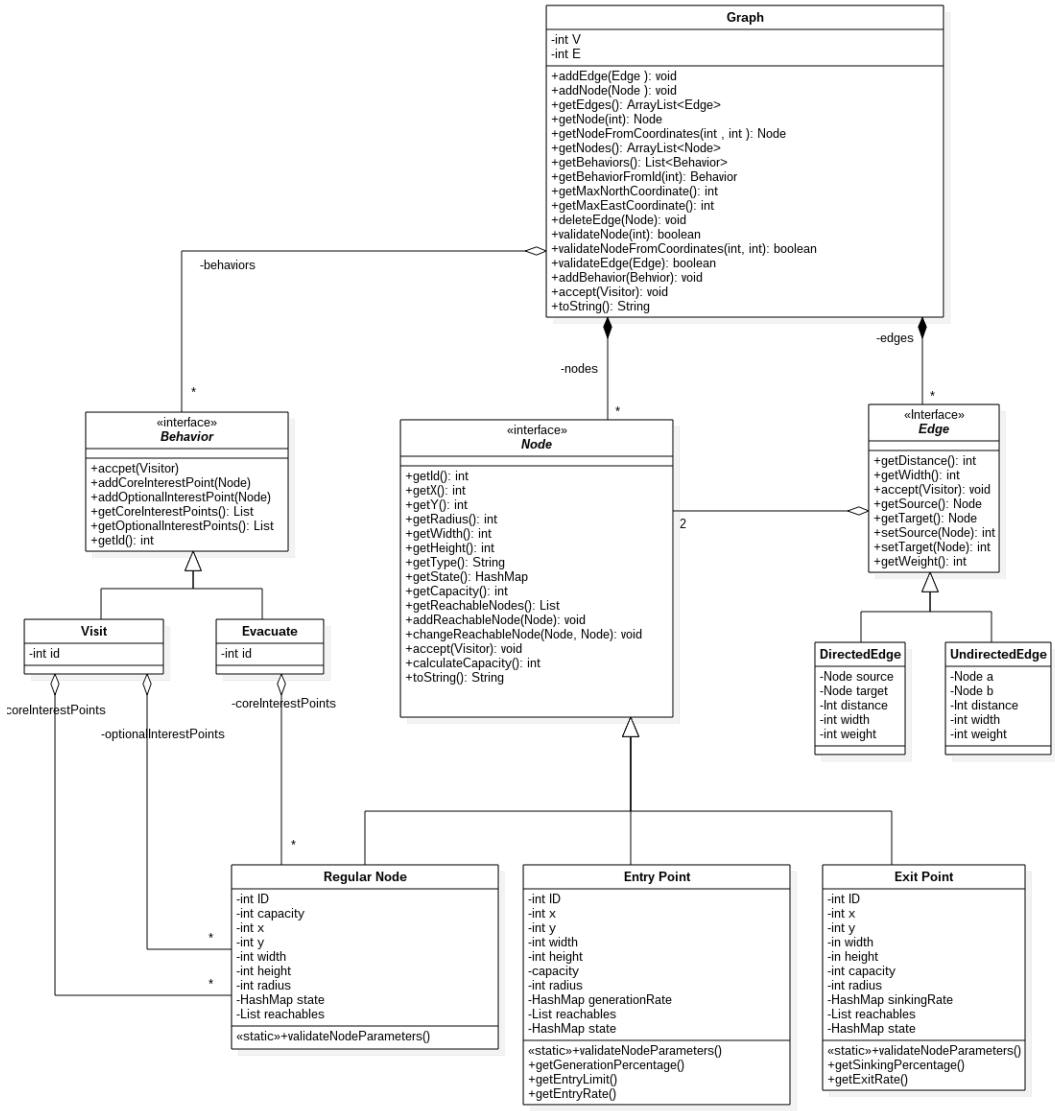 Graph
-int V
-int E
+addEdge(Edge ): void
+addNode(Node ): void
+getEdges(): ArrayList<Edge>
+getNode(int): Node
+getNodeFromCoordinates(int , int ): Node
+getNodes(): ArrayList<Node>
+getBehaviors(): List<Behavior>
+getBehaviorFromId(int): Behavior
+getMaxNorthCoordinate(): int
+getMaxEastCoordinate(): int
+deleteEdge(Node): void
+validateNode(int): boolean
+validateNodeFromCoordinates(int, int): boolean
+validateEdge(Edge): boolean
+addBehavior(Behvior): void
+accept(Visitor): void
+toString(): String
-behaviors
*
-nodes
*
-edges
*
«interface»
Behavior
+accpet(Visitor)
+addCoreInterestPoint(Node)
+addOptionalInterestPoint(Node)
+getCoreInterestPoints(): List
+getOptionalInterestPoints(): List
+getId(): int
«interface»
Node
+getId(): int
+getX(): int
+getY(): int
+getRadius(): int
+getWidth(): int
+getHeight(): int
+getType(): String
+getState(): HashMap
+getCapacity(): int
+getReachableNodes(): List
+addReachableNode(Node): void
+changeReachableNode(Node, Node): void
+accept(Visitor): void
+calculateCapacity(): int
+toString(): String
2
«Interface»
Edge
+getDistance(): int
+getWidth(): int
+accept(Visitor): void
+getSource(): Node
+getTarget(): Node
+setSource(Node): int
+setTarget(Node): int
+getWeight(): int
Visit
-int id
Evacuate
-int id
coreInterestPoints
-optionalInterestPoints
-coreInterestPoints
*
*
*
DirectedEdge
-Node source
-Node target
-Int distance
-int width
-int weight
UndirectedEdge
-Node a
-Node b
-Int distance
-int width
-int weight
Regular Node
-int ID
-int capacity
-int x
-int y
-int width
-int height
-int radius
-HashMap state
-List reachables
«static»+validateNodeParameters()
Entry Point
-int ID
-int x
-int y
-int width
-int height
-capacity
-int radius
-HashMap generationRate
-List reachables
-HashMap state
«static»+validateNodeParameters()
+getGenerationPercentage()
+getEntryLimit()
+getEntryRate()
Exit Point
-int ID
-int x
-int y
-in width
-in height
-int capacity
-int radius
-HashMap sinkingRate
-List reachables
-HashMap state
«static»+validateNodeParameters()
+getSinkingPercentage()
+getExitRate()